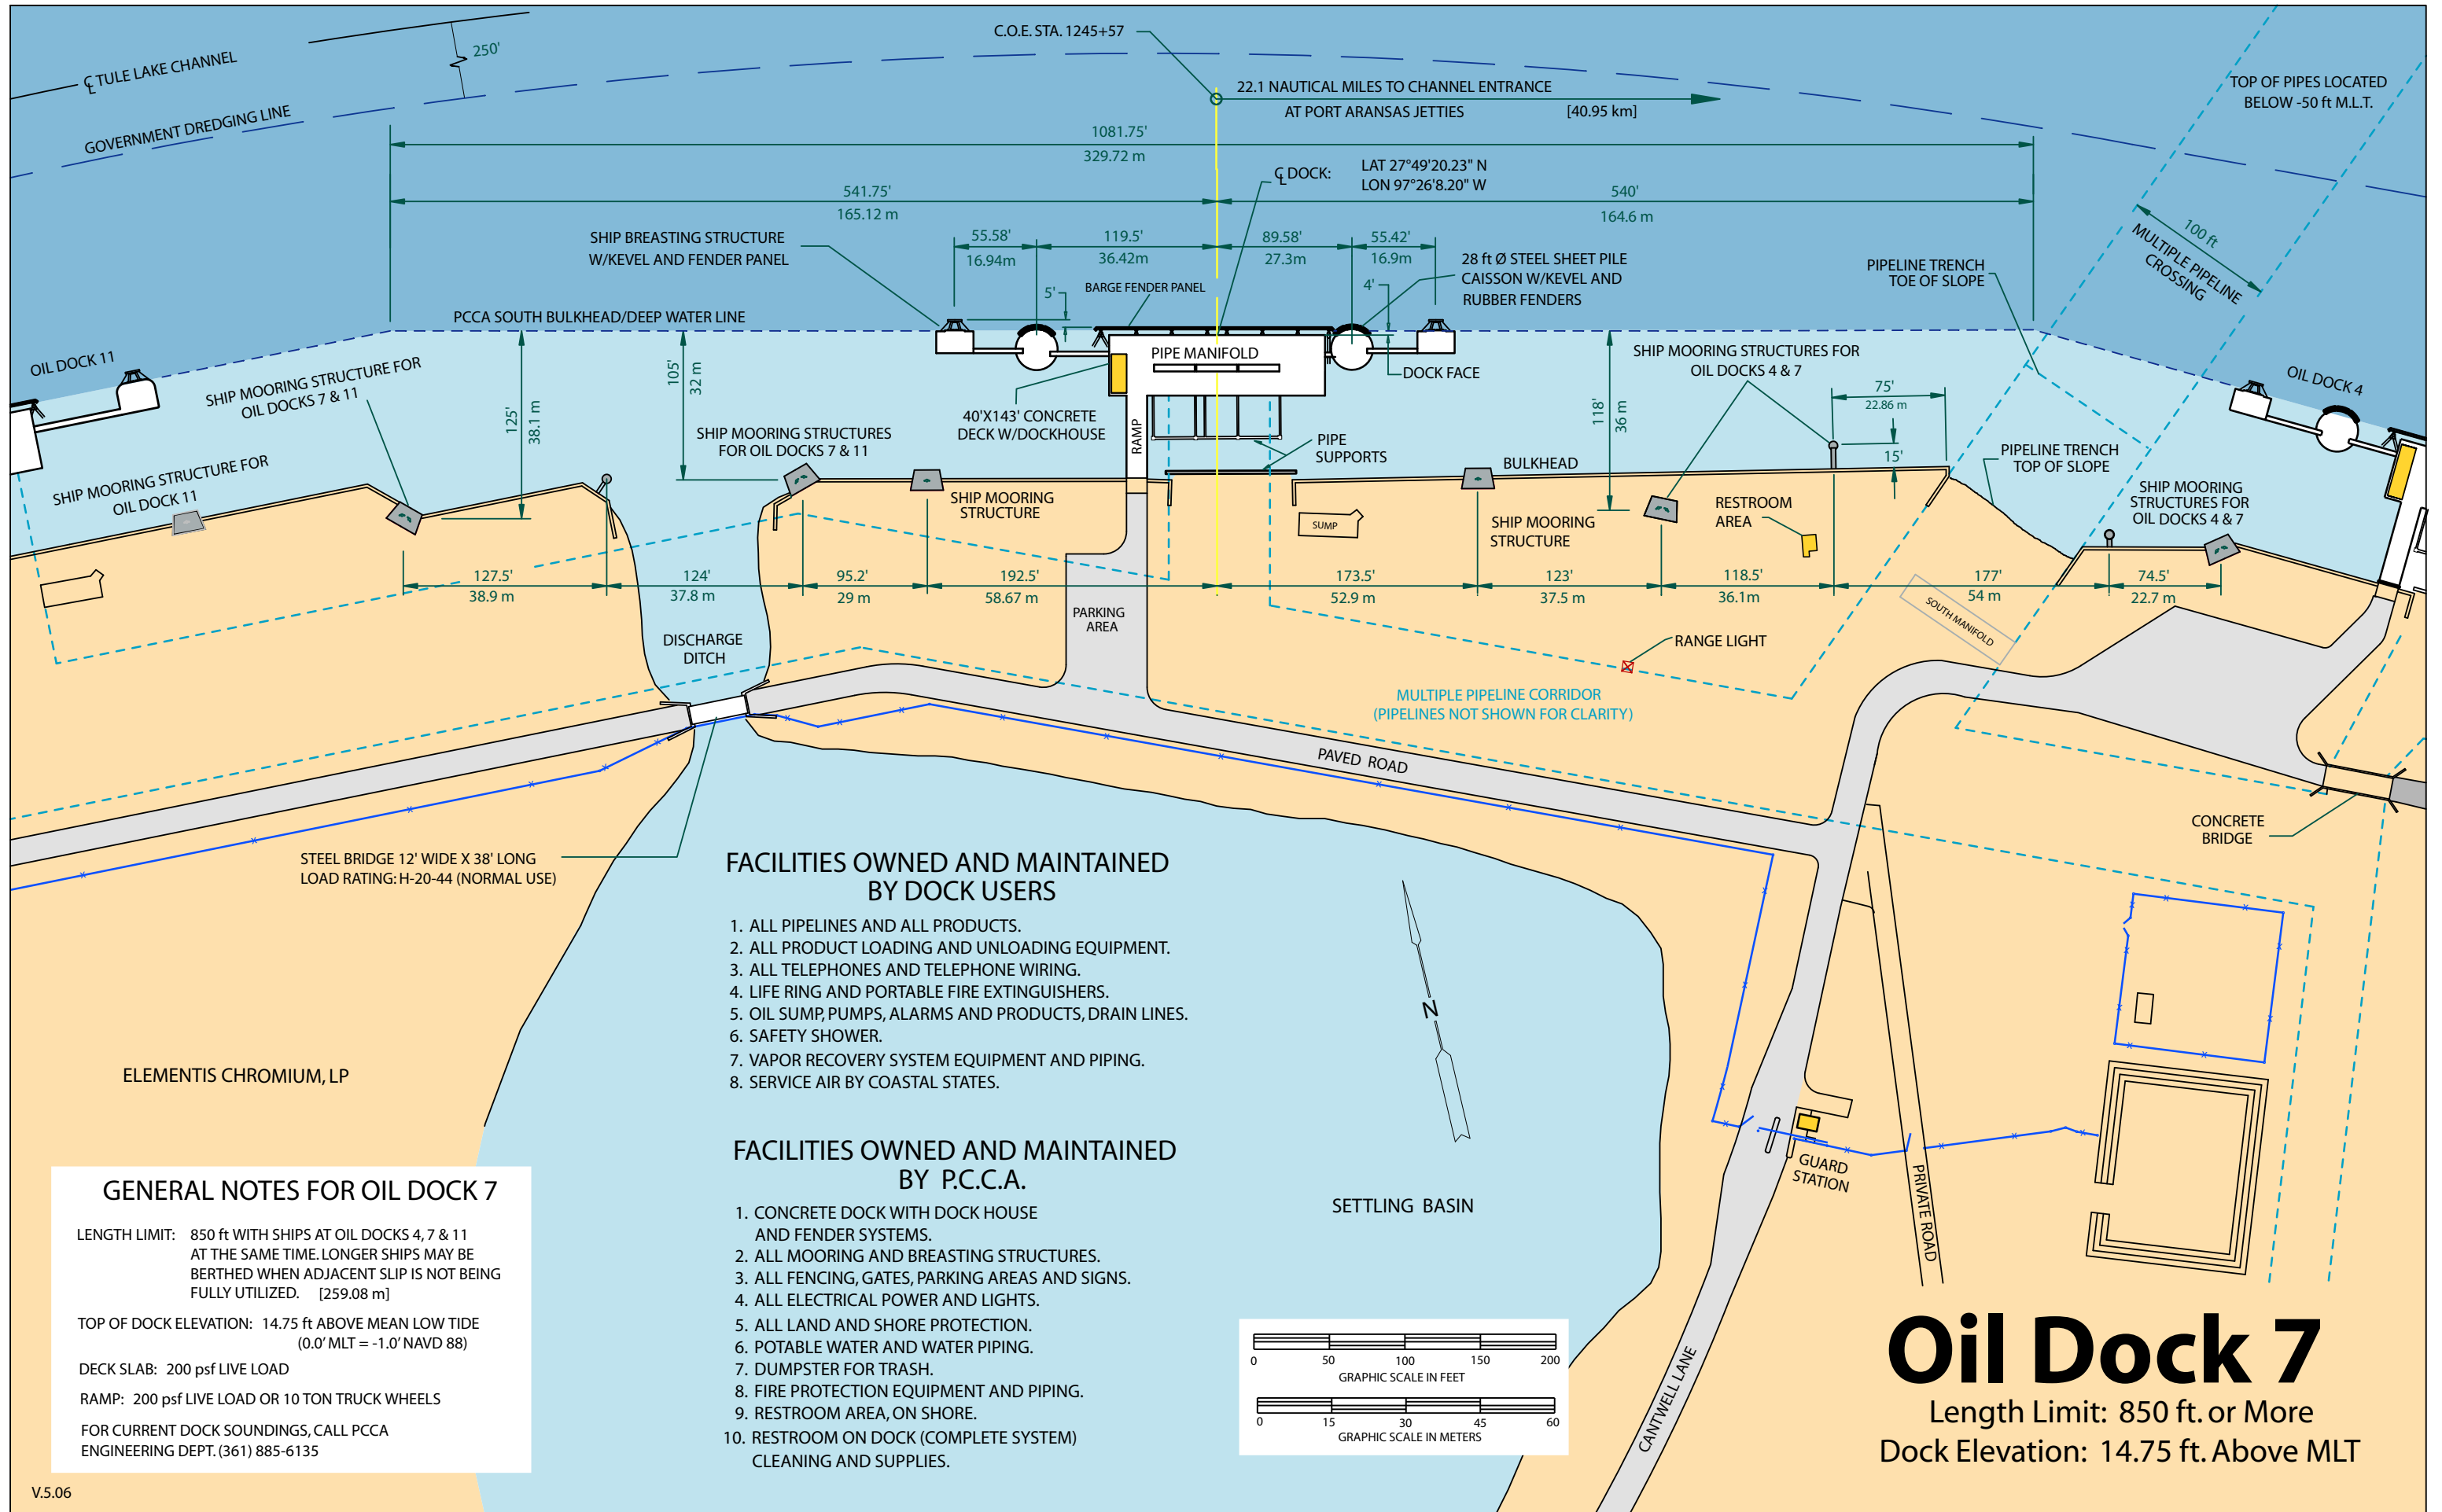 C.O.E. STA. 1245+57
250'
℄ TULE LAKE CHANNEL
22.1 NAUTICAL MILES TO CHANNEL ENTRANCE
AT PORT ARANSAS JETTIES [40.95 km]
TOP OF PIPES LOCATED
BELOW -50 ft M.L.T.
GOVERNMENT DREDGING LINE
1081.75'
329.72 m
℄ DOCK: LAT 27°49'20.23" N
LON 97°26'8.20" W
541.75'
165.12 m
540'
164.6 m
SHIP BREASTING STRUCTURE
W/KEVEL AND FENDER PANEL
55.58'
16.94m
119.5'
36.42m
89.58'
27.3m
55.42'
16.9m
28 ft Ø STEEL SHEET PILE
CAISSON W/KEVEL AND
RUBBER FENDERS
100 ft
MULTIPLE PIPELINE
CROSSING
PIPELINE TRENCH
TOE OF SLOPE
5'
BARGE FENDER PANEL
4'
PCCA SOUTH BULKHEAD/DEEP WATER LINE
OIL DOCK 11
SHIP MOORING STRUCTURE FOR
OIL DOCKS 7 & 11
125'
38.1 m
105'
32 m
PIPE MANIFOLD
DOCK FACE
118'
36 m
SHIP MOORING STRUCTURES FOR
OIL DOCKS 4 & 7
75'
22.86 m
15'
OIL DOCK 4
40'X143' CONCRETE
DECK W/DOCKHOUSE
RAMP
SHIP MOORING STRUCTURES
FOR OIL DOCKS 7 & 11
PIPE
SUPPORTS
BULKHEAD
PIPELINE TRENCH
TOP OF SLOPE
SHIP MOORING STRUCTURE FOR
OIL DOCK 11
SHIP MOORING
STRUCTURE
SUMP
SHIP MOORING
STRUCTURE
RESTROOM
AREA
SHIP MOORING
STRUCTURES FOR
OIL DOCKS 4 & 7
127.5'
38.9 m
124'
37.8 m
95.2'
29 m
192.5'
58.67 m
173.5'
52.9 m
123'
37.5 m
118.5'
36.1m
177'
54 m
74.5'
22.7 m
PARKING
AREA
SOUTH MANIFOLD
DISCHARGE
DITCH
RANGE LIGHT
MULTIPLE PIPELINE CORRIDOR
(PIPELINES NOT SHOWN FOR CLARITY)
PAVED ROAD
CONCRETE
BRIDGE
STEEL BRIDGE 12' WIDE X 38' LONG
LOAD RATING: H-20-44 (NORMAL USE)
FACILITIES OWNED AND MAINTAINED
BY DOCK USERS
1. ALL PIPELINES AND ALL PRODUCTS.
2. ALL PRODUCT LOADING AND UNLOADING EQUIPMENT.
3. ALL TELEPHONES AND TELEPHONE WIRING.
4. LIFE RING AND PORTABLE FIRE EXTINGUISHERS.
5. OIL SUMP, PUMPS, ALARMS AND PRODUCTS, DRAIN LINES.
6. SAFETY SHOWER.
7. VAPOR RECOVERY SYSTEM EQUIPMENT AND PIPING.
8. SERVICE AIR BY COASTAL STATES.
N
ELEMENTIS CHROMIUM, LP
FACILITIES OWNED AND MAINTAINED
BY P.C.C.A.
1. CONCRETE DOCK WITH DOCK HOUSE
AND FENDER SYSTEMS.
2. ALL MOORING AND BREASTING STRUCTURES.
3. ALL FENCING, GATES, PARKING AREAS AND SIGNS.
4. ALL ELECTRICAL POWER AND LIGHTS.
5. ALL LAND AND SHORE PROTECTION.
6. POTABLE WATER AND WATER PIPING.
7. DUMPSTER FOR TRASH.
8. FIRE PROTECTION EQUIPMENT AND PIPING.
9. RESTROOM AREA, ON SHORE.
10. RESTROOM ON DOCK (COMPLETE SYSTEM)
CLEANING AND SUPPLIES.
SETTLING BASIN
GUARD
STATION
PRIVATE ROAD
CANTWELL LANE
GENERAL NOTES FOR OIL DOCK 7
LENGTH LIMIT: 850 ft WITH SHIPS AT OIL DOCKS 4, 7 & 11
AT THE SAME TIME. LONGER SHIPS MAY BE
BERTHED WHEN ADJACENT SLIP IS NOT BEING
FULLY UTILIZED. [259.08 m]
TOP OF DOCK ELEVATION: 14.75 ft ABOVE MEAN LOW TIDE
(0.0' MLT = -1.0' NAVD 88)
DECK SLAB: 200 psf LIVE LOAD
RAMP: 200 psf LIVE LOAD OR 10 TON TRUCK WHEELS
FOR CURRENT DOCK SOUNDINGS, CALL PCCA
ENGINEERING DEPT. (361) 885-6135
V.5.06
0 50 100 150 200
GRAPHIC SCALE IN FEET
0 15 30 45 60
GRAPHIC SCALE IN METERS
Oil Dock 7
Length Limit: 850 ft. or More
Dock Elevation: 14.75 ft. Above MLT